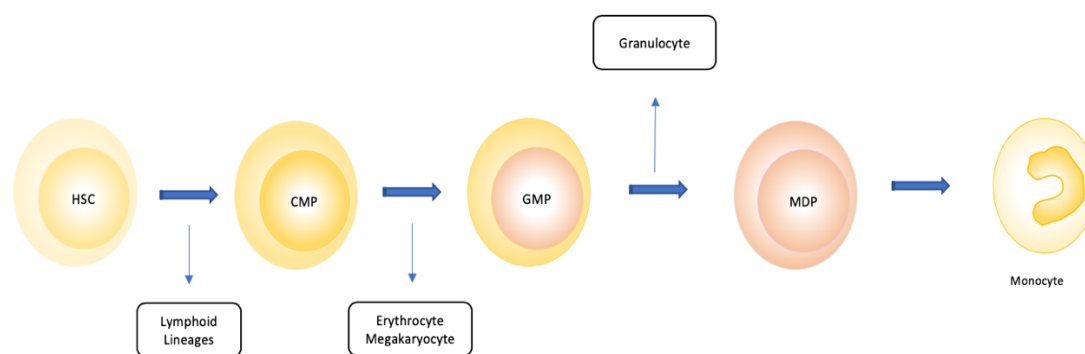 Granulocyte
HSC
CMP
GMP
MDP
Monocyte
Lymphoid
Lineages
Erythrocyte
Megakaryocyte